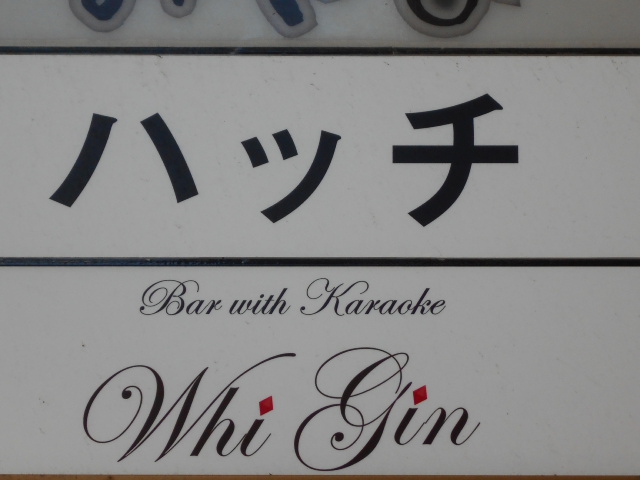 ハッチ
Bar with Karaoke
Whi Gin